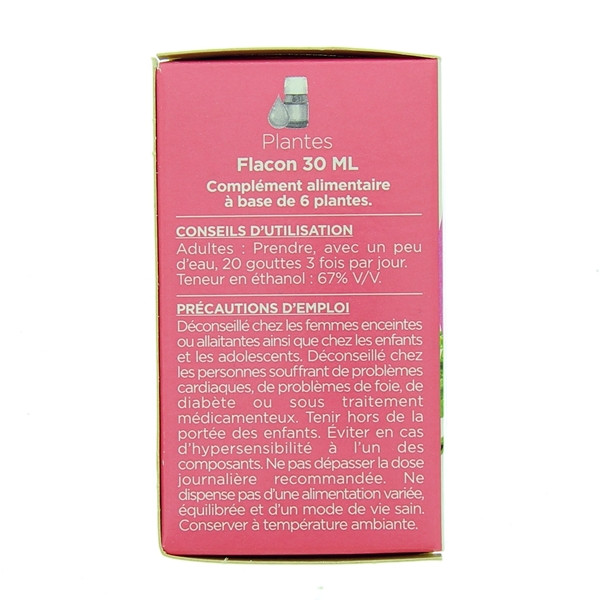 Plantes
Flacon 30 ML
Complément alimentaire
à base de 6 plantes.
CONSEILS D'UTILISATION
Adultes : Prendre, avec un peu
d'eau, 20 gouttes 3 fois par jour.
Teneur en éthanol : 67% V/V.
PRÉCAUTIONS D'EMPLOI
Déconseillé chez les femmes enceintes
ou allaitantes ainsi que chez les enfants
et les adolescents. Déconseillé chez
les personnes souffrant de problèmes
cardiaques, de problèmes de foie, de
diabète ou sous traitement
médicamenteux. Tenir hors de la
portée des enfants. Éviter en cas
d'hypersensibilité à l'un des
composants. Ne pas dépasser la dose
journalière recommandée. Ne
dispense pas d'une alimentation variée,
équilibrée et d'un mode de vie sain.
Conserver à température ambiante.